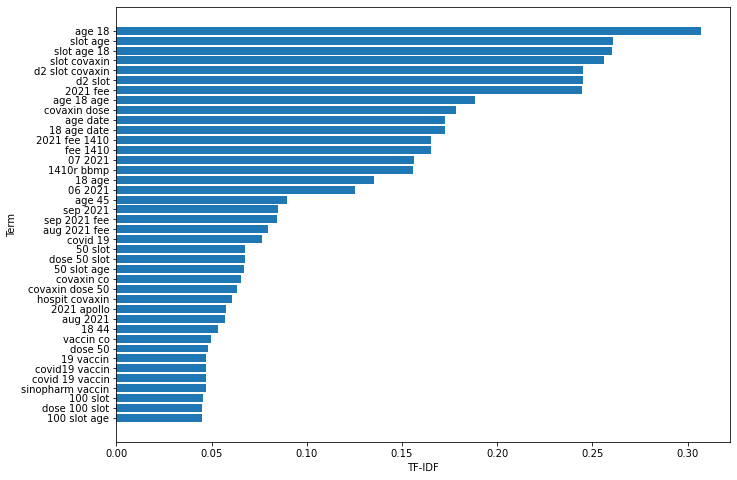 age 18
slot age
slot age 18
slot covaxin
d2 slot covaxin
d2 slot
2021 fee
age 18 age
covaxin dose
age date
18 age date
2021 fee 1410
fee 1410
07 2021
1410r bbmp
18 age
06 2021
age 45
sep 2021
sep 2021 fee
aug 2021 fee
covid 19
50 slot
dose 50 slot
50 slot age
covaxin co
covaxin dose 50
hospit covaxin
2021 apollo
aug 2021
18 44
vaccin co
dose 50
19 vaccin
covid19 vaccin
covid 19 vaccin
sinopharm vaccin
100 slot
dose 100 slot
100 slot age
Term
0.00 0.05 0.10 0.15 0.20 0.25 0.30
TF-IDF